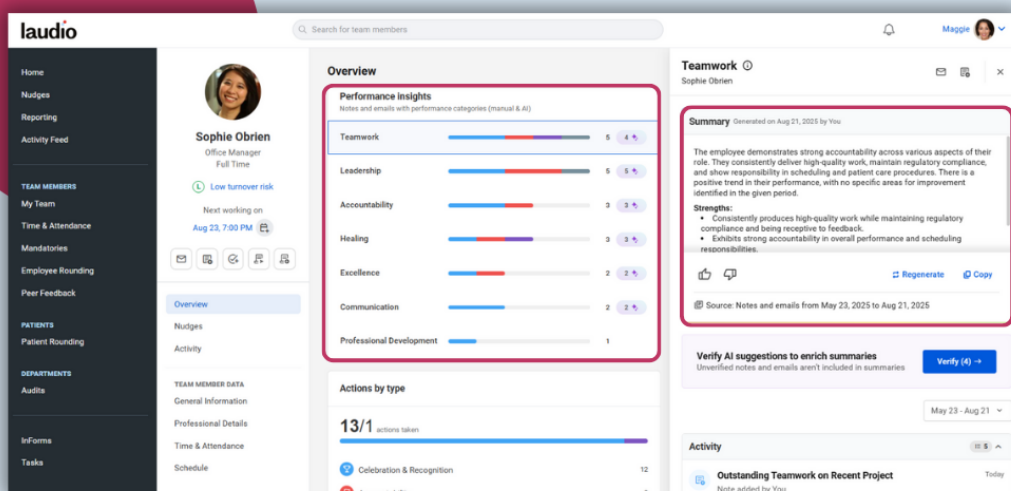 laudio
Search for team members
Maggie
Home
Nudges
Reporting
Activity Feed
TEAM MEMBERS
My Team
Time & Attendance
Mandatories
Employee Rounding
Peer Feedback
PATIENTS
Patient Rounding
DEPARTMENTS
Audits
InForms
Tasks
Sophie Obrien
Office Manager
Full Time
L Low turnover risk
Next working on
Aug 23, 7:00 PM
Overview
Nudges
Activity
TEAM MEMBER DATA
General Information
Professional Details
Time & Attendance
Schedule
Overview
Performance insights
Notes and emails with performance categories (manual & AI)
Teamwork 5 4
Leadership 5 5
Accountability 3 3
Healing 3 3
Excellence 2 2
Communication 2 2
Professional Development 1
Actions by type
13/1 actions taken
Celebration & Recognition 12
Teamwork
Sophie Obrien
Summary Generated on Aug 21, 2025 by You
The employee demonstrates strong accountability across various aspects of their
role. They consistently deliver high-quality work, maintain regulatory compliance,
and show responsibility in scheduling and patient care procedures. There is a
positive trend in their performance, with no specific areas for improvement
identified in the given period.
Strengths:
• Consistently produces high-quality work while maintaining regulatory
compliance and being receptive to feedback.
• Exhibits strong accountability in overall performance and scheduling
responsibilities.
Regenerate
Copy
Source: Notes and emails from May 23, 2025 to Aug 21, 2025
Verify AI suggestions to enrich summaries
Unverified notes and emails aren't included in summaries
Verify (4) →
May 23 - Aug 21
Activity 5
Outstanding Teamwork on Recent Project Today
Note added by You